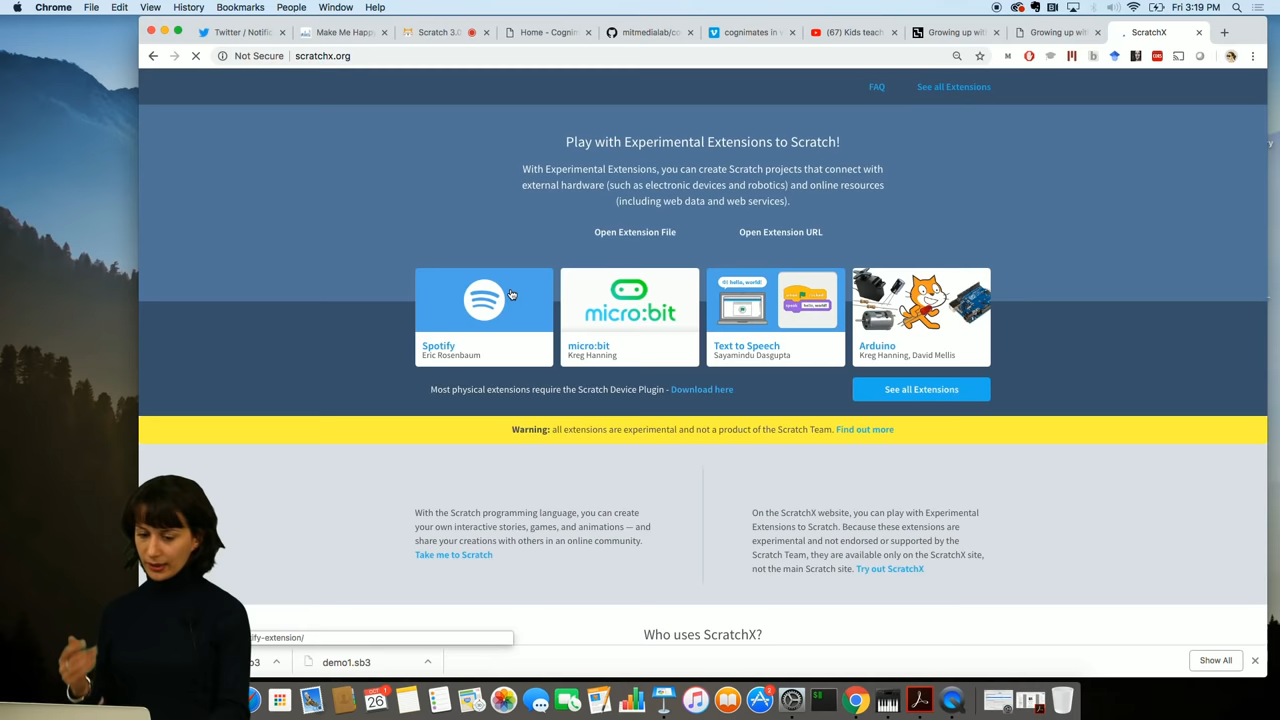 Chrome File Edit View History Bookmarks People Window Help Fri 3:19 PM
Twitter / Notific Make Me Happ Scratch 3.0 Home - Cognim mitmedialab/co cognimates in v (67) Kids teach Growing up wit Growing up wit ScratchX
Not Secure scratchx.org
FAQ See all Extensions
Play with Experimental Extensions to Scratch!
With Experimental Extensions, you can create Scratch projects that connect with
external hardware (such as electronic devices and robotics) and online resources
(including web data and web services).
Open Extension File Open Extension URL
micro:bit
hello, world!
Spotify micro:bit Text to Speech Arduino
Eric Rosenbaum Kreg Hanning Sayamindu Dasgupta Kreg Hanning, David Mellis
Most physical extensions require the Scratch Device Plugin - Download here See all Extensions
Warning: all extensions are experimental and not a product of the Scratch Team. Find out more
With the Scratch programming language, you can create
your own interactive stories, games, and animations — and
share your creations with others in an online community.
Take me to Scratch
On the ScratchX website, you can play with Experimental
Extensions to Scratch. Because these extensions are
experimental and not endorsed or supported by the
Scratch Team, they are available only on the ScratchX site,
not the main Scratch site. Try out ScratchX
Who uses ScratchX?
ify-extension/
b3 demo1.sb3 Show All
OCT
26